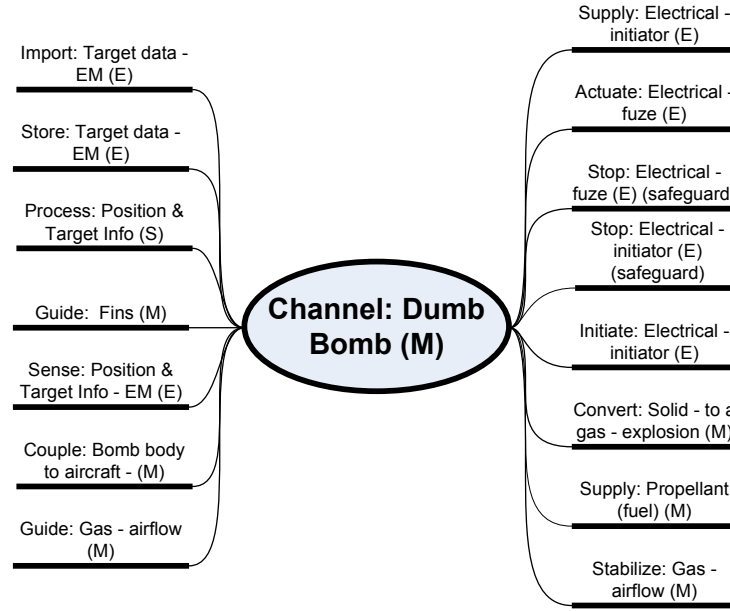 Import: Target data -
EM (E)
Store: Target data -
EM (E)
Process: Position &
Target Info (S)
Guide:  Fins (M)
Sense: Position &
Target Info - EM (E)
Couple: Bomb body
to aircraft - (M)
Guide: Gas - airflow
(M)
Channel: Dumb
Bomb (M)
Supply: Electrical -
initiator (E)
Actuate: Electrical -
fuze (E)
Stop: Electrical -
fuze (E) (safeguard
Stop: Electrical -
initiator (E)
(safeguard)
Initiate: Electrical -
initiator (E)
Convert: Solid - to a
gas - explosion (M)
Supply: Propellant
(fuel) (M)
Stabilize: Gas -
airflow (M)